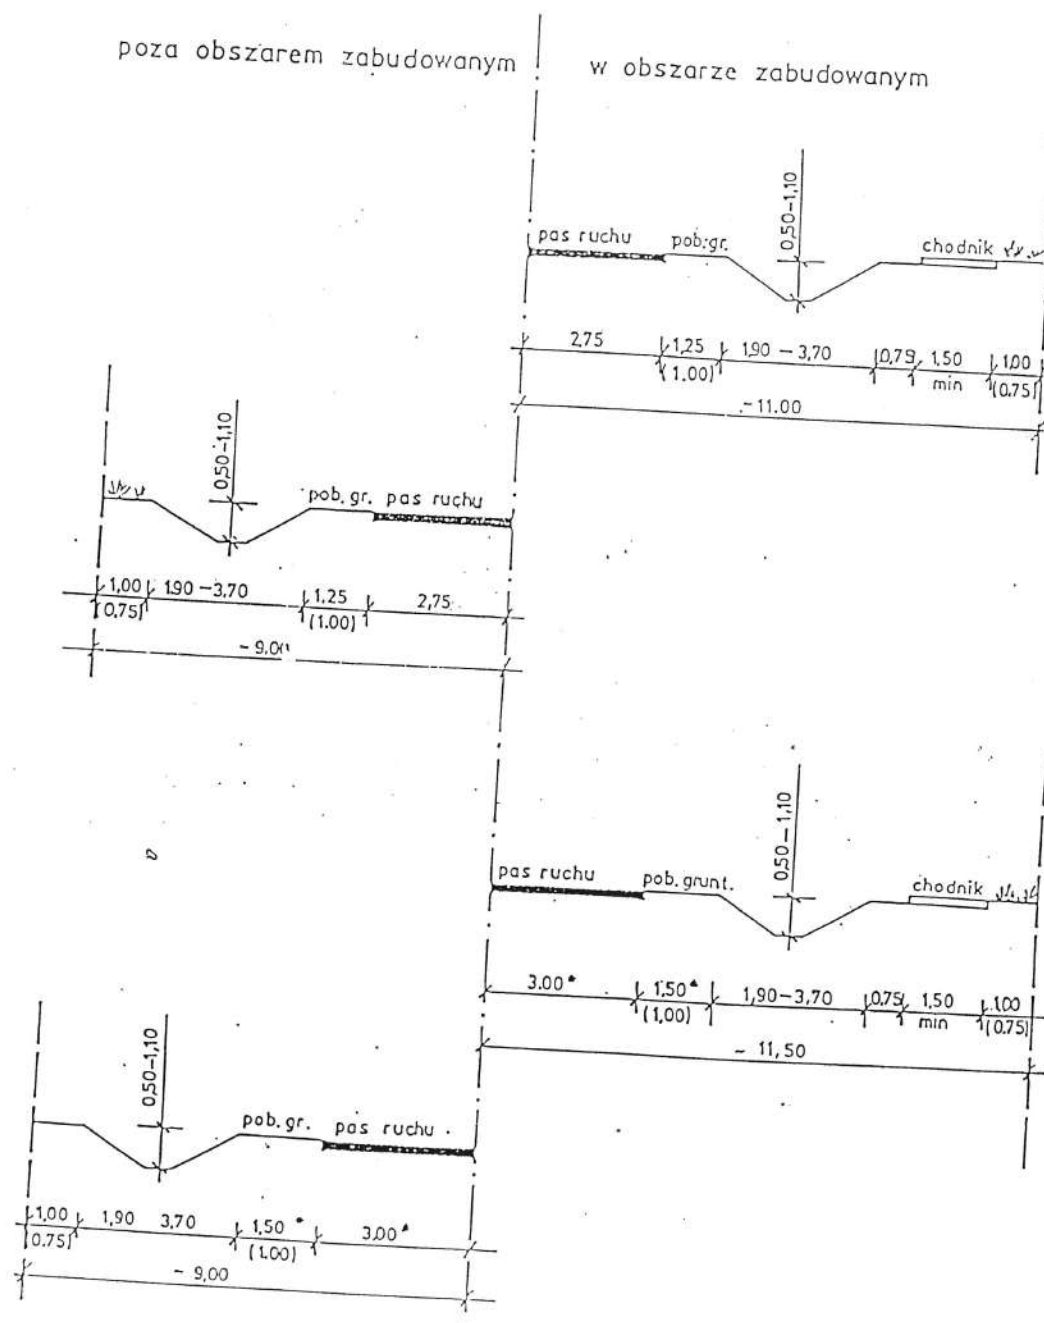 poza obszarem zabudowanym
w obszarze zabudowanym
0,50-1,10
pas ruchu pob.gr. chodnik
2,75 1,25 1,90 - 3,70 0,75 1,50 1,00
(1.00) min (0,75)
~11.00
0,50-1,10
pob. gr. pas ruchu
1,00 1,90 - 3,70 1,25 2,75
(0,75) (1.00)
~ 9,00
0,50-1,10
pas ruchu pob. grunt. chodnik
3.00* 1,50* 1,90-3,70 0,75 1,50 1,00
(1,00) min (0,75)
~ 11,50
0,50-1,10
pob. gr. pas ruchu
1,00 1,90 3,70 1,50* 3,00*
(0,75) (1.00)
~ 9,00